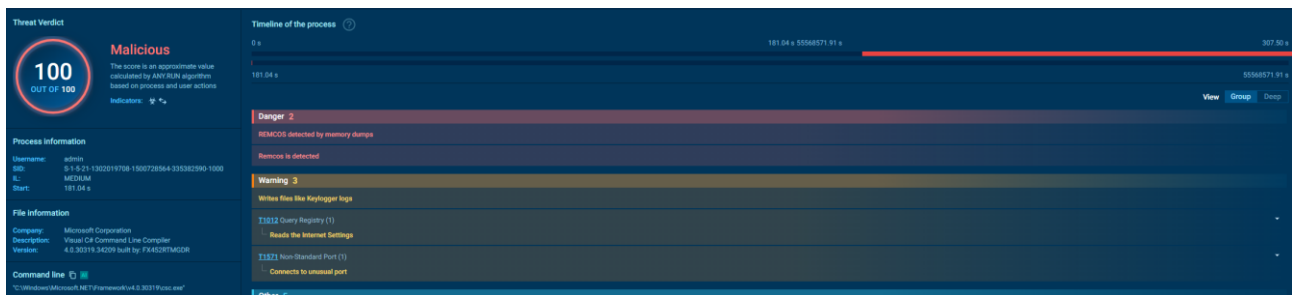 Threat Verdict
100
OUT OF 100
Malicious
The score is an approximate value
calculated by ANY.RUN algorithm
based on process and user actions
Indicators:
Process information
Username: admin
SID: S-1-5-21-1302019708-1500728564-335382590-1000
IL: MEDIUM
Start: 181.04 s
File information
Company: Microsoft Corporation
Description: Visual C# Command Line Compiler
Version: 4.0.30319.34209 built by: FX452RTMGDR
Command line
"C:\Windows\Microsoft.NET\Framework\v4.0.30319\csc.exe"
Timeline of the process ?
0 s 181.04 s 55568571.91 s 307.50 s
181.04 s 55568571.91 s
View Group Deep
Danger 2
REMCOS detected by memory dumps
Remcos is detected
Warning 3
Writes files like Keylogger logs
T1012 Query Registry (1)
Reads the Internet Settings
T1571 Non-Standard Port (1)
Connects to unusual port